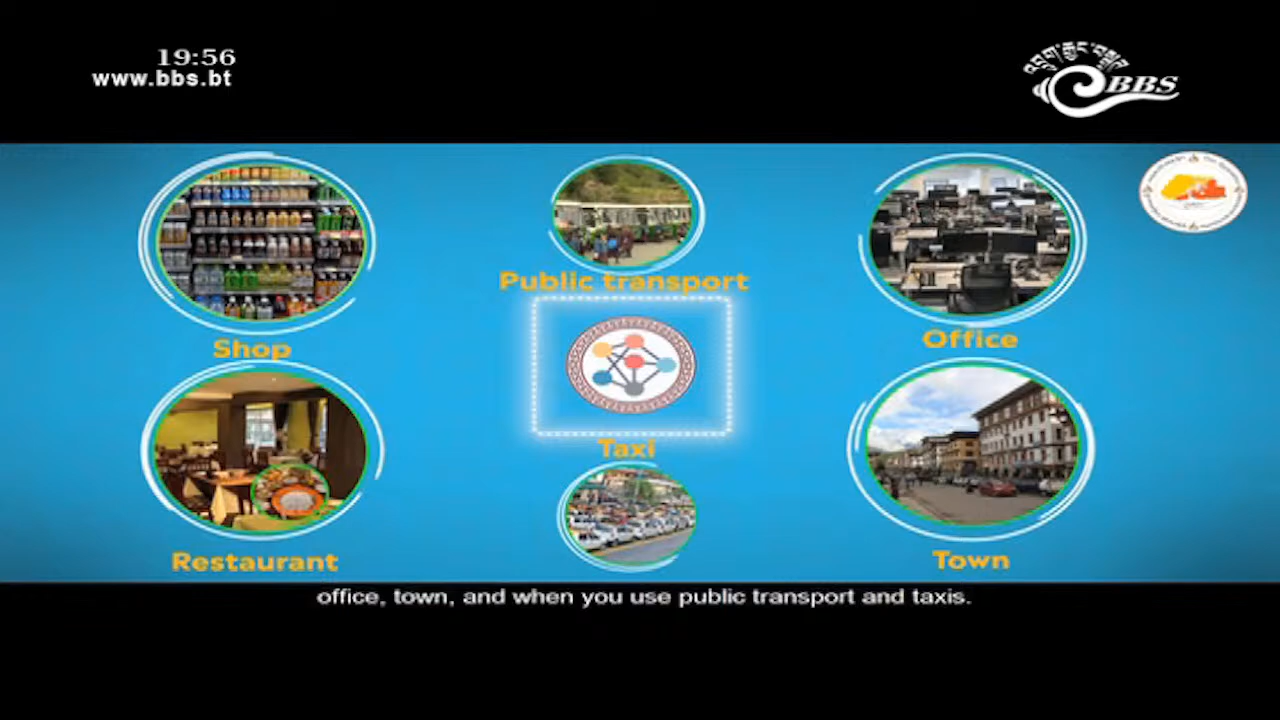 19:56
www.bbs.bt
BBS
Public transport
Shop
Office
Taxi
Restaurant
Town
office, town, and when you use public transport and taxis.